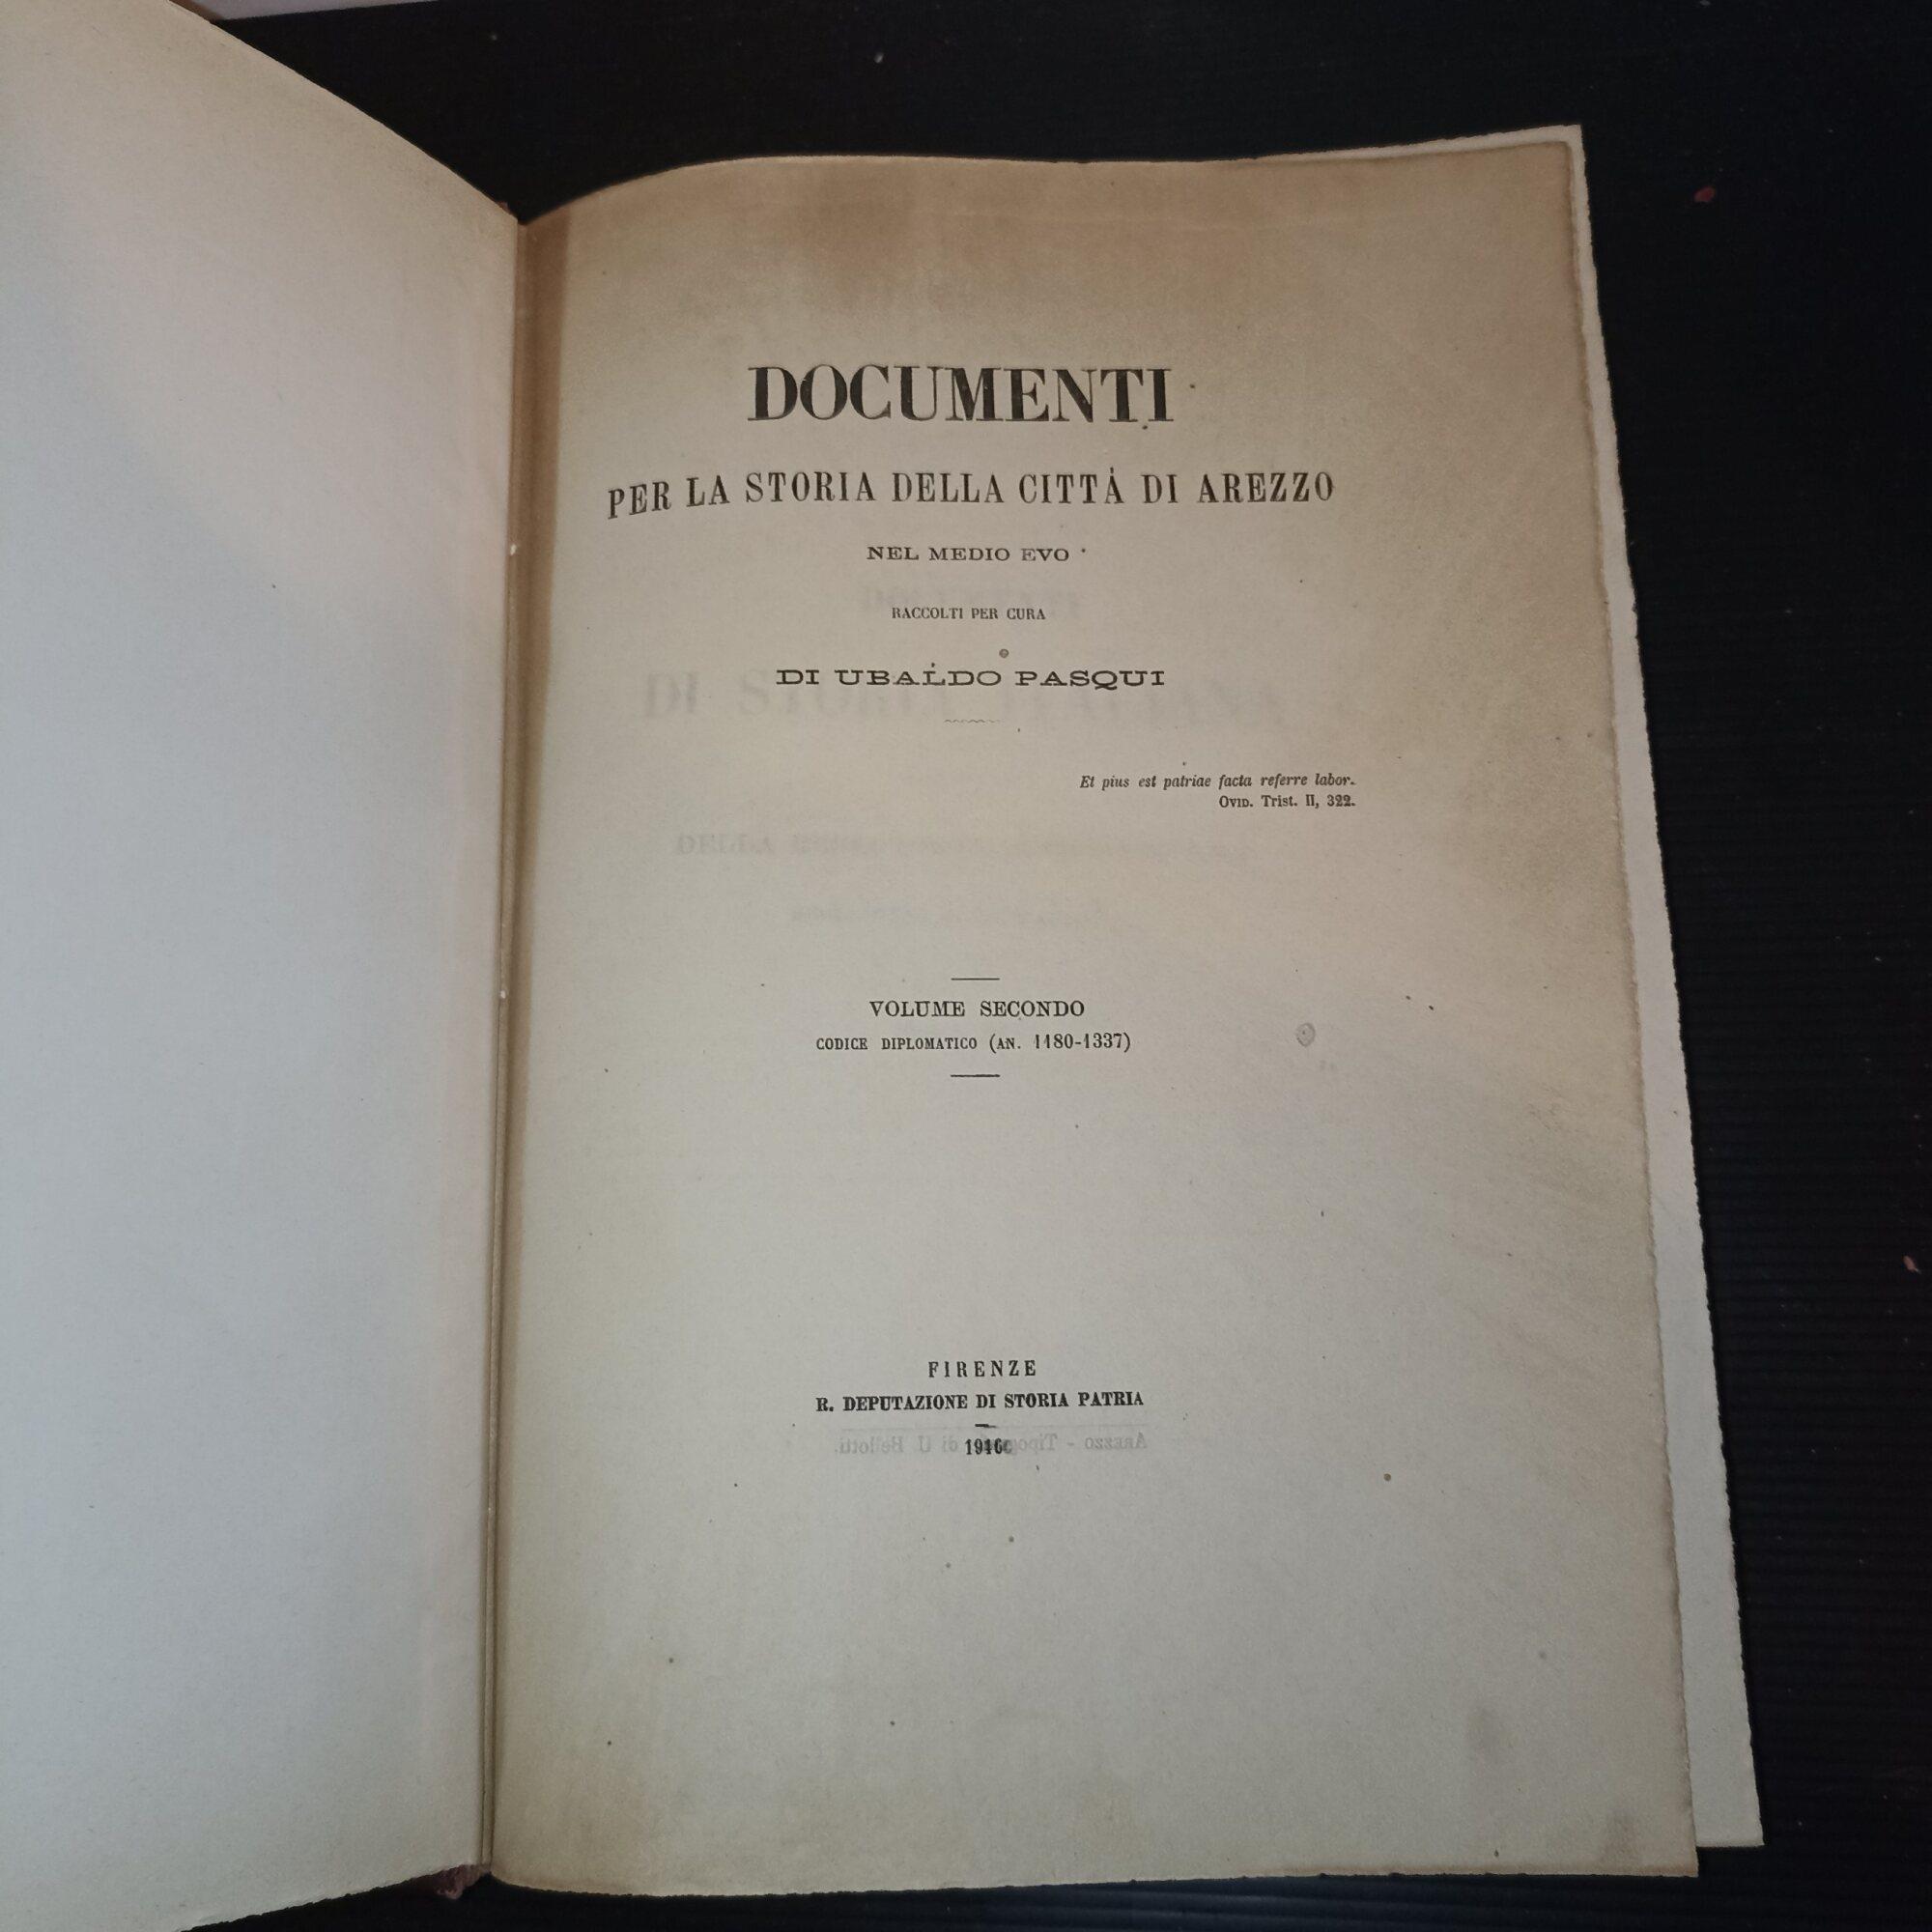 DOCUMENTI
PER LA STORIA DELLA CITTÀ DI AREZZO
NEL MEDIO EVO
RACCOLTI PER CURA
DI UBALDO PASQUI
Et pius est patriae facta referre labor.
OVID. Trist. II, 322.
VOLUME SECONDO
CODICE DIPLOMATICO (AN. 1180-1337)
FIRENZE
R. DEPUTAZIONE DI STORIA PATRIA
1916